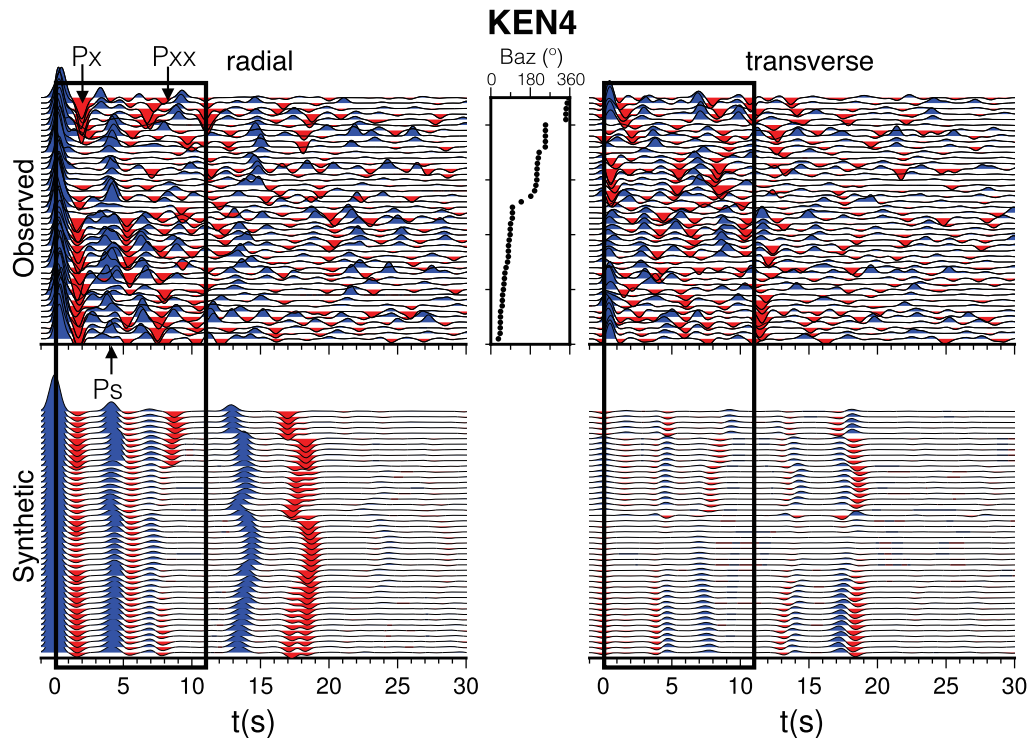 KEN4
Px Pxx radial Baz (°) transverse
0 180 360
Observed
Ps
Synthetic
0 5 10 15 20 25 30 0 5 10 15 20 25 30
t(s) t(s)